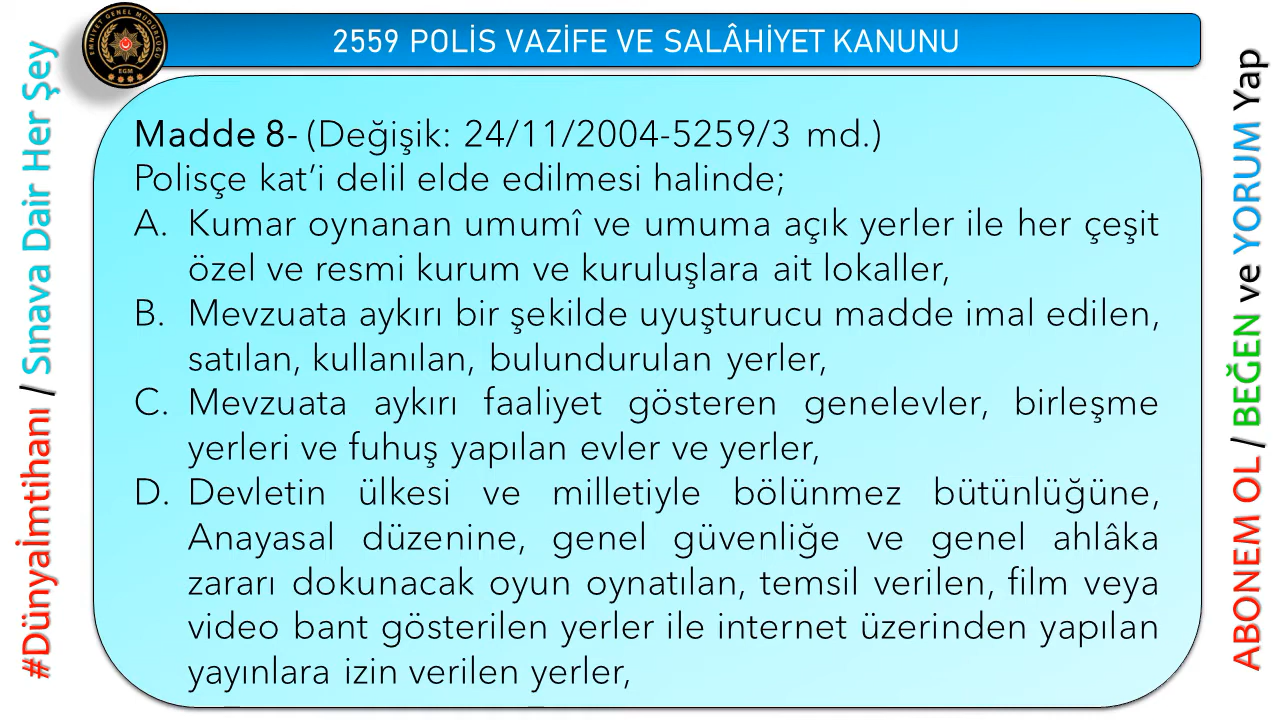 2559 POLİS VAZİFE VE SALÂHİYET KANUNU
EMNİYET GENEL MÜDÜRLÜĞÜ
EGM
#Dünyaİmtihanı / Sınava Dair Her Şey
Madde 8- (Değişik: 24/11/2004-5259/3 md.)
Polisçe kat’i delil elde edilmesi halinde;
A. Kumar oynanan umumî ve umuma açık yerler ile her çeşit
özel ve resmi kurum ve kuruluşlara ait lokaller,
B. Mevzuata aykırı bir şekilde uyuşturucu madde imal edilen,
satılan, kullanılan, bulundurulan yerler,
C. Mevzuata aykırı faaliyet gösteren genelevler, birleşme
yerleri ve fuhuş yapılan evler ve yerler,
D. Devletin ülkesi ve milletiyle bölünmez bütünlüğüne,
Anayasal düzenine, genel güvenliğe ve genel ahlâka
zararı dokunacak oyun oynatılan, temsil verilen, film veya
video bant gösterilen yerler ile internet üzerinden yapılan
yayınlara izin verilen yerler,
ABONEM OL / BEĞEN ve YORUM Yap